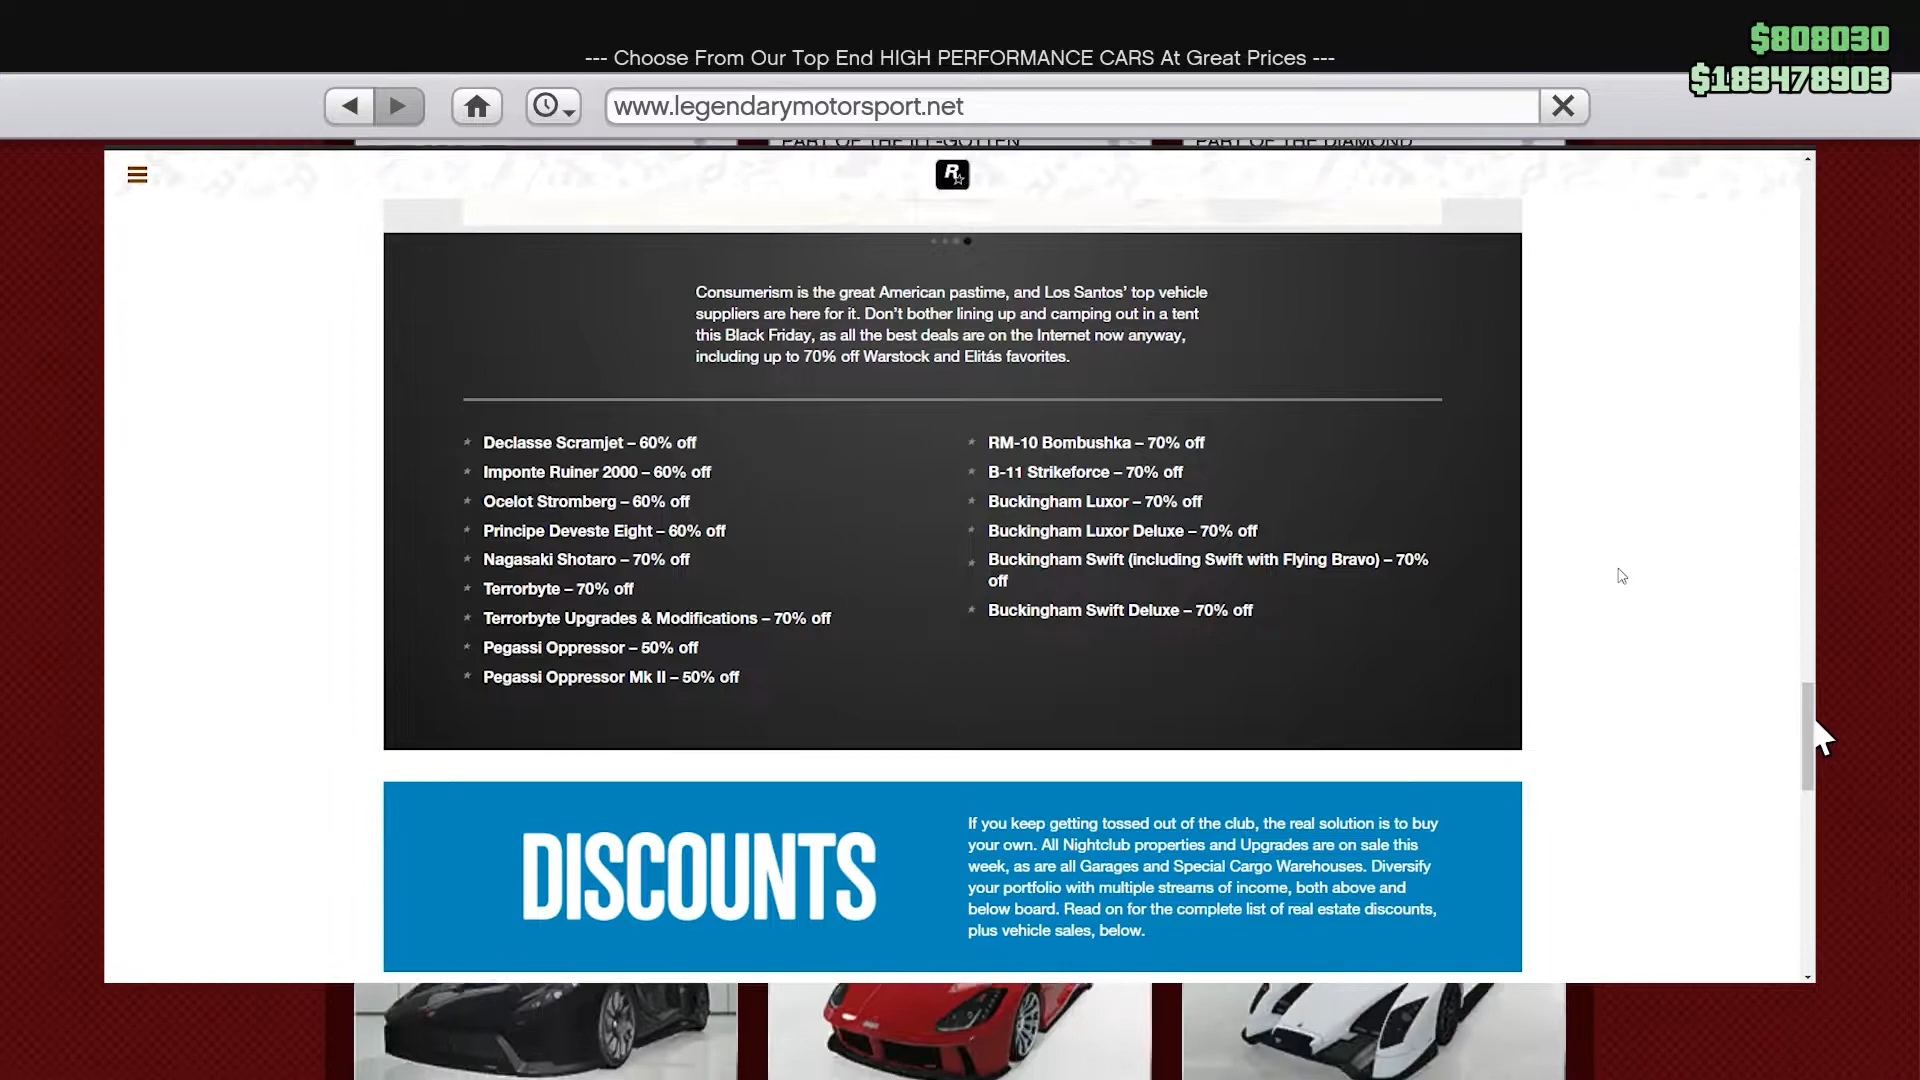 $808030
--- Choose From Our Top End HIGH PERFORMANCE CARS At Great Prices ---
$183478903
www.legendarymotorsport.net
PART OF THE ILL-GOTTEN
PART OF THE DIAMOND
R
Consumerism is the great American pastime, and Los Santos’ top vehicle
suppliers are here for it. Don’t bother lining up and camping out in a tent
this Black Friday, as all the best deals are on the Internet now anyway,
including up to 70% off Warstock and Elitás favorites.
Declasse Scramjet – 60% off
Imponte Ruiner 2000 – 60% off
Ocelot Stromberg – 60% off
Principe Deveste Eight – 60% off
Nagasaki Shotaro – 70% off
Terrorbyte – 70% off
Terrorbyte Upgrades & Modifications – 70% off
Pegassi Oppressor – 50% off
Pegassi Oppressor Mk II – 50% off
RM-10 Bombushka – 70% off
B-11 Strikeforce – 70% off
Buckingham Luxor – 70% off
Buckingham Luxor Deluxe – 70% off
Buckingham Swift (including Swift with Flying Bravo) – 70%
off
Buckingham Swift Deluxe – 70% off
DISCOUNTS
If you keep getting tossed out of the club, the real solution is to buy
your own. All Nightclub properties and Upgrades are on sale this
week, as are all Garages and Special Cargo Warehouses. Diversify
your portfolio with multiple streams of income, both above and
below board. Read on for the complete list of real estate discounts,
plus vehicle sales, below.